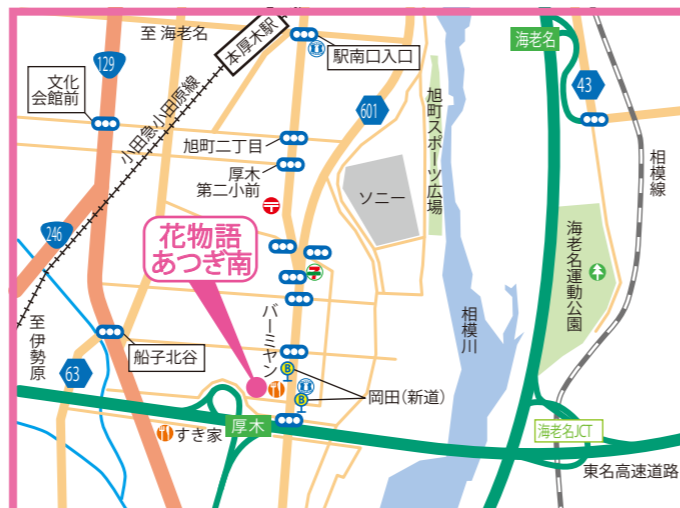 至 海老名
本厚木駅
駅南口入口
海老名
129
文化
会館前
小田急小田原線
601
43
旭町二丁目
厚木
第二小前
旭町スポーツ広場
相模線
ソニー
246
花物語
あつぎ南
7
海老名運動公園
至 伊勢原
船子北谷
バーミヤン
相模川
63
B
B
岡田(新道)
厚木
すき家
海老名JCT
東名高速道路